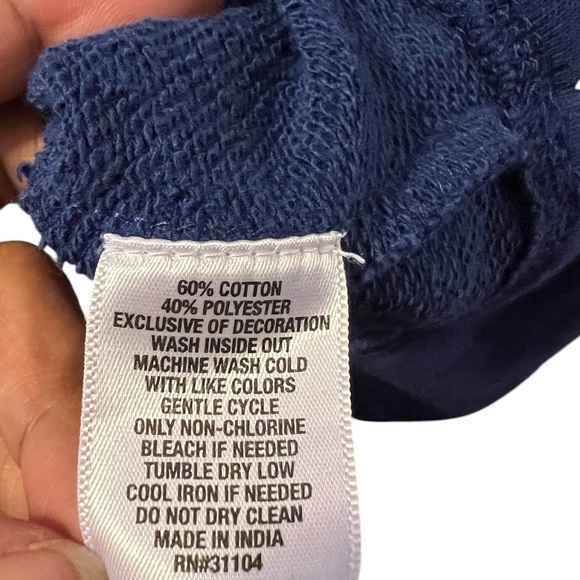 60% COTTON
40% POLYESTER
EXCLUSIVE OF DECORATION
WASH INSIDE OUT
MACHINE WASH COLD
WITH LIKE COLORS
GENTLE CYCLE
ONLY NON-CHLORINE
BLEACH IF NEEDED
TUMBLE DRY LOW
COOL IRON IF NEEDED
DO NOT DRY CLEAN
MADE IN INDIA
RN#31104